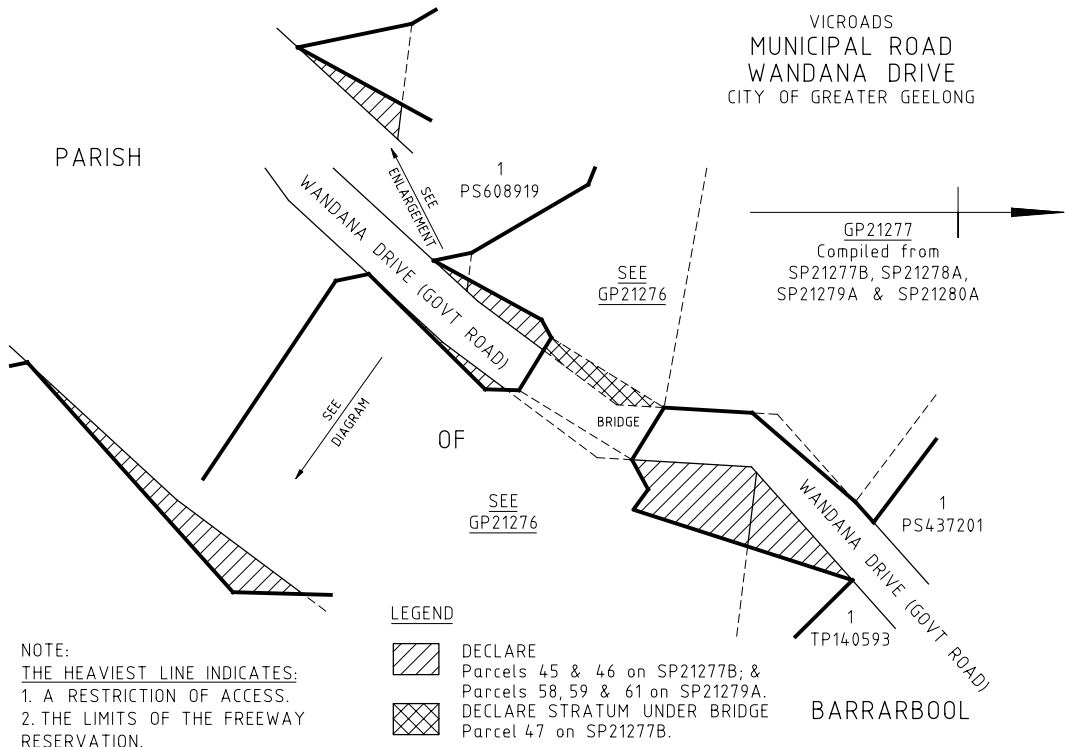 VICROADS
MUNICIPAL ROAD
WANDANA DRIVE
CITY OF GREATER GEELONG
PARISH
1
PS608919
SEE
ENLARGEMENT
WANDANA DRIVE (GOVT ROAD)
SEE
GP21276
GP21277
Compiled from
SP21277B, SP21278A,
SP21279A & SP21280A
SEE
DIAGRAM
OF
BRIDGE
SEE
GP21276
WANDANA DRIVE (GOVT ROAD)
1
PS437201
1
TP140593
BARRARBOOL
LEGEND
DECLARE
Parcels 45 & 46 on SP21277B; &
Parcels 58, 59 & 61 on SP21279A.
DECLARE STRATUM UNDER BRIDGE
Parcel 47 on SP21277B.
NOTE:
THE HEAVIEST LINE INDICATES:
1. A RESTRICTION OF ACCESS.
2. THE LIMITS OF THE FREEWAY
RESERVATION.